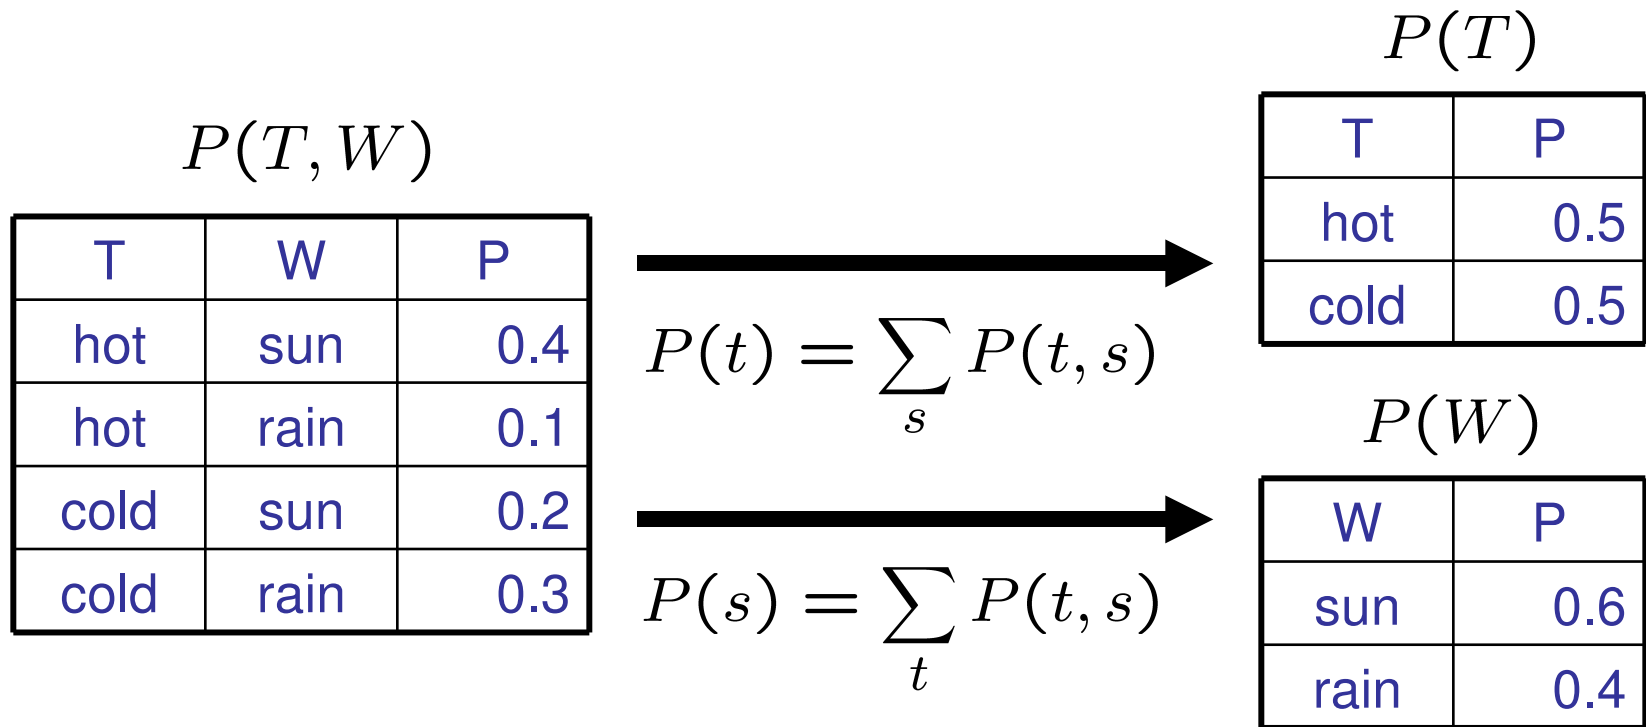 P(T, W)
T W P
hot sun 0.4
hot rain 0.1
cold sun 0.2
cold rain 0.3
P(t) = ∑_s P(t, s)
P(s) = ∑_t P(t, s)
P(T)
T P
hot 0.5
cold 0.5
P(W)
W P
sun 0.6
rain 0.4